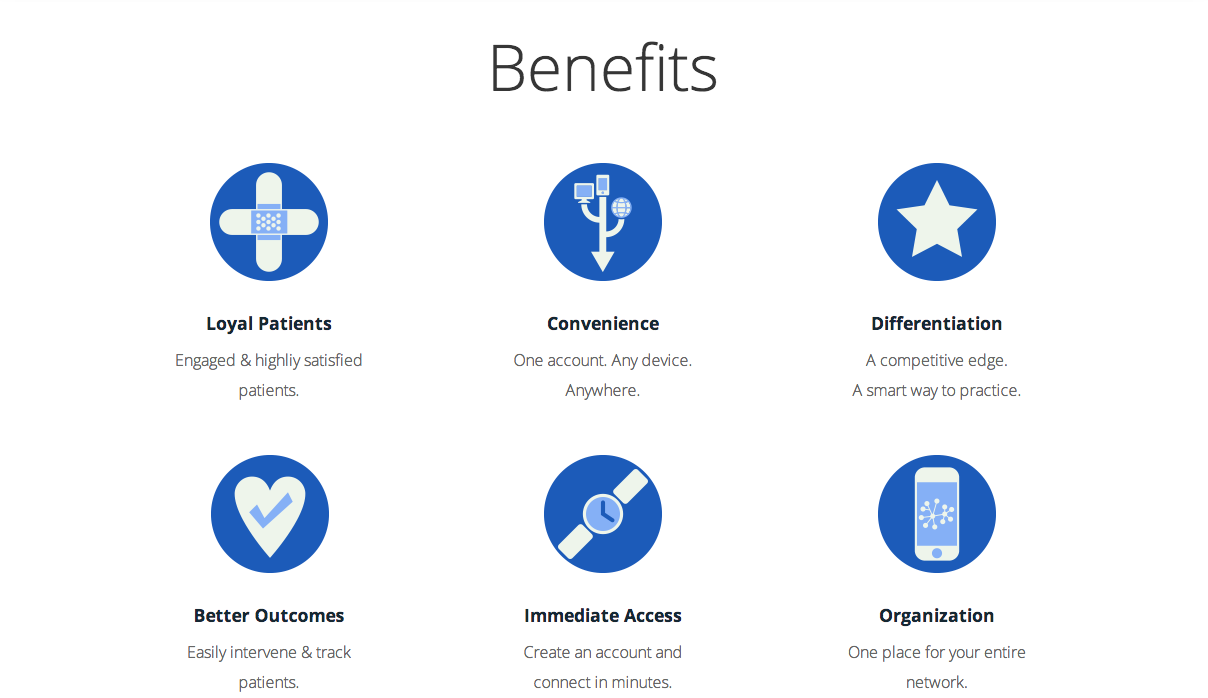 Benefits
Loyal Patients
Engaged & highliy satisfied
patients.
Convenience
One account. Any device.
Anywhere.
Differentiation
A competitive edge.
A smart way to practice.
Better Outcomes
Easily intervene & track
patients.
Immediate Access
Create an account and
connect in minutes.
Organization
One place for your entire
network.